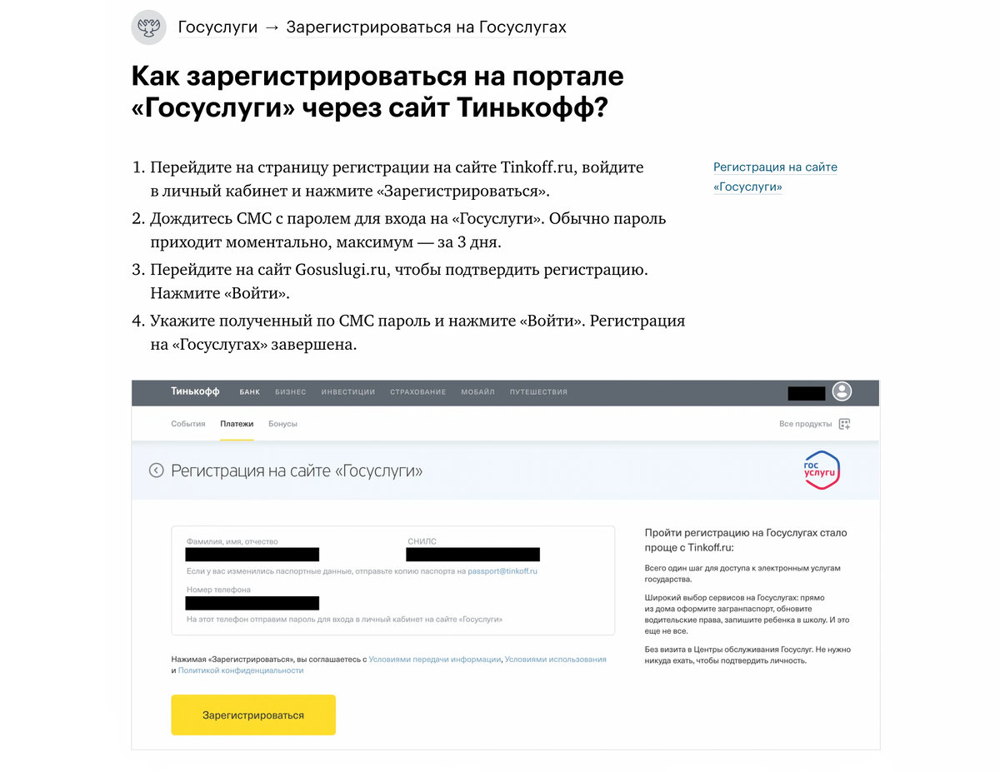 Госуслуги → Зарегистрироваться на Госуслугах
Как зарегистрироваться на портале
«Госуслуги» через сайт Тинькофф?
1. Перейдите на страницу регистрации на сайте Tinkoff.ru, войдите
в личный кабинет и нажмите «Зарегистрироваться».
2. Дождитесь СМС с паролем для входа на «Госуслуги». Обычно пароль
приходит моментально, максимум — за 3 дня.
3. Перейдите на сайт Gosuslugi.ru, чтобы подтвердить регистрацию.
Нажмите «Войти».
4. Укажите полученный по СМС пароль и нажмите «Войти». Регистрация
на «Госуслугах» завершена.
Регистрация на сайте
«Госуслуги»
Тинькофф БАНК БИЗНЕС ИНВЕСТИЦИИ СТРАХОВАНИЕ МОБАЙЛ ПУТЕШЕСТВИЯ
События Платежи Бонусы Все продукты
Регистрация на сайте «Госуслуги»
гос
услуги
Фамилия, имя, отчество СНИЛС
Если у вас изменились паспортные данные, отправьте копию паспорта на passport@tinkoff.ru
Номер телефона
На этот телефон отправим пароль для входа в личный кабинет на сайте «Госуслуги»
Нажимая «Зарегистрироваться», вы соглашаетесь с Условиями передачи информации, Условиями использования
и Политикой конфиденциальности
Зарегистрироваться
Пройти регистрацию на Госуслугах стало
проще с Tinkoff.ru:
Всего один шаг для доступа к электронным услугам
государства.
Широкий выбор сервисов на Госуслугах: прямо
из дома оформите загранпаспорт, обновите
водительские права, запишите ребенка в школу. И это
еще не все.
Без визита в Центры обслуживания Госуслуг. Не нужно
никуда ехать, чтобы подтвердить личность.